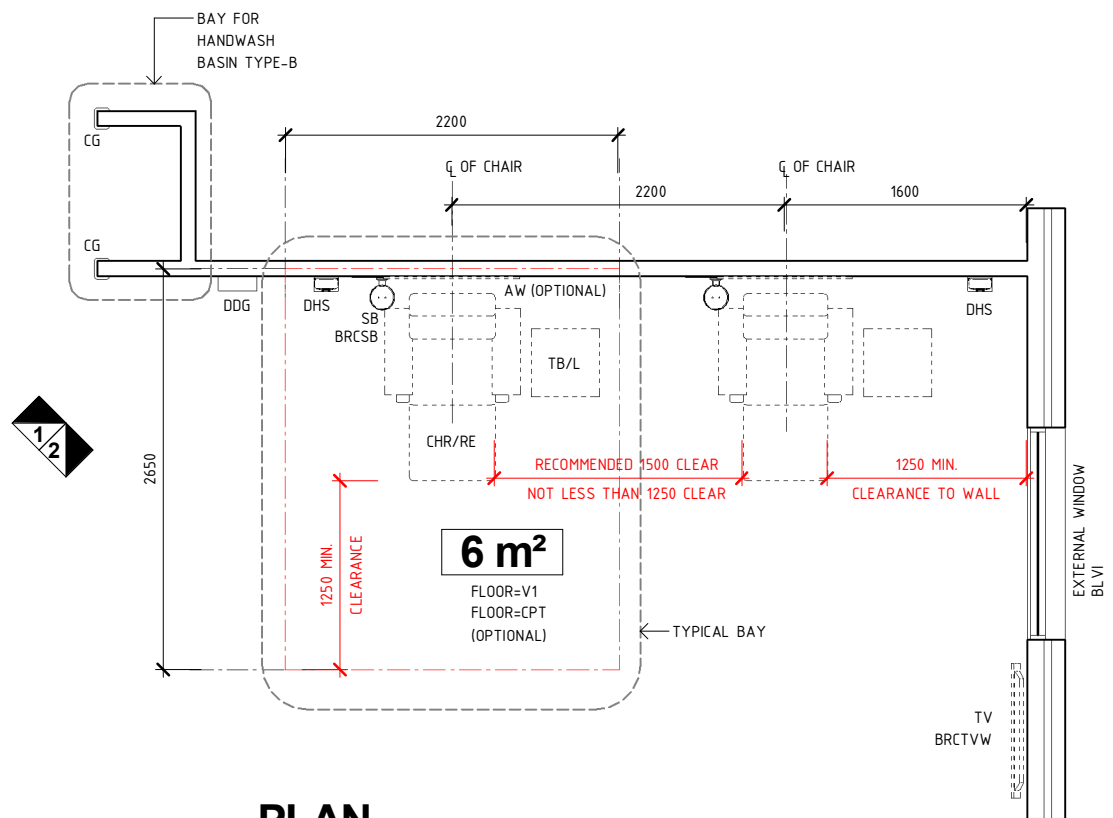 BAY FOR
HANDWASH
BASIN TYPE-B
CG
2200
℄ OF CHAIR
℄ OF CHAIR
2200
1600
CG
DDG
DHS
SB
BRCSB
AW (OPTIONAL)
DHS
TB/L
1
2
2650
CHR/RE
RECOMMENDED 1500 CLEAR
NOT LESS THAN 1250 CLEAR
1250 MIN.
CLEARANCE TO WALL
1250 MIN.
CLEARANCE
6 m²
FLOOR=V1
FLOOR=CPT
(OPTIONAL)
TYPICAL BAY
EXTERNAL WINDOW
BLVI
TV
BRCTVW
PLAN